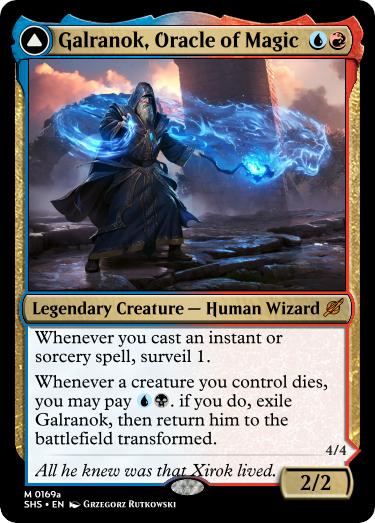 Galranok, Oracle of Magic
Legendary Creature — Human Wizard
Whenever you cast an instant or
sorcery spell, surveil 1.
Whenever a creature you control dies,
you may pay . if you do, exile
Galranok, then return him to the
battlefield transformed.
4/4
All he knew was that Xirok lived.
2/2
M 0169a
SHS • EN GRZEGORZ RUTKOWSKI